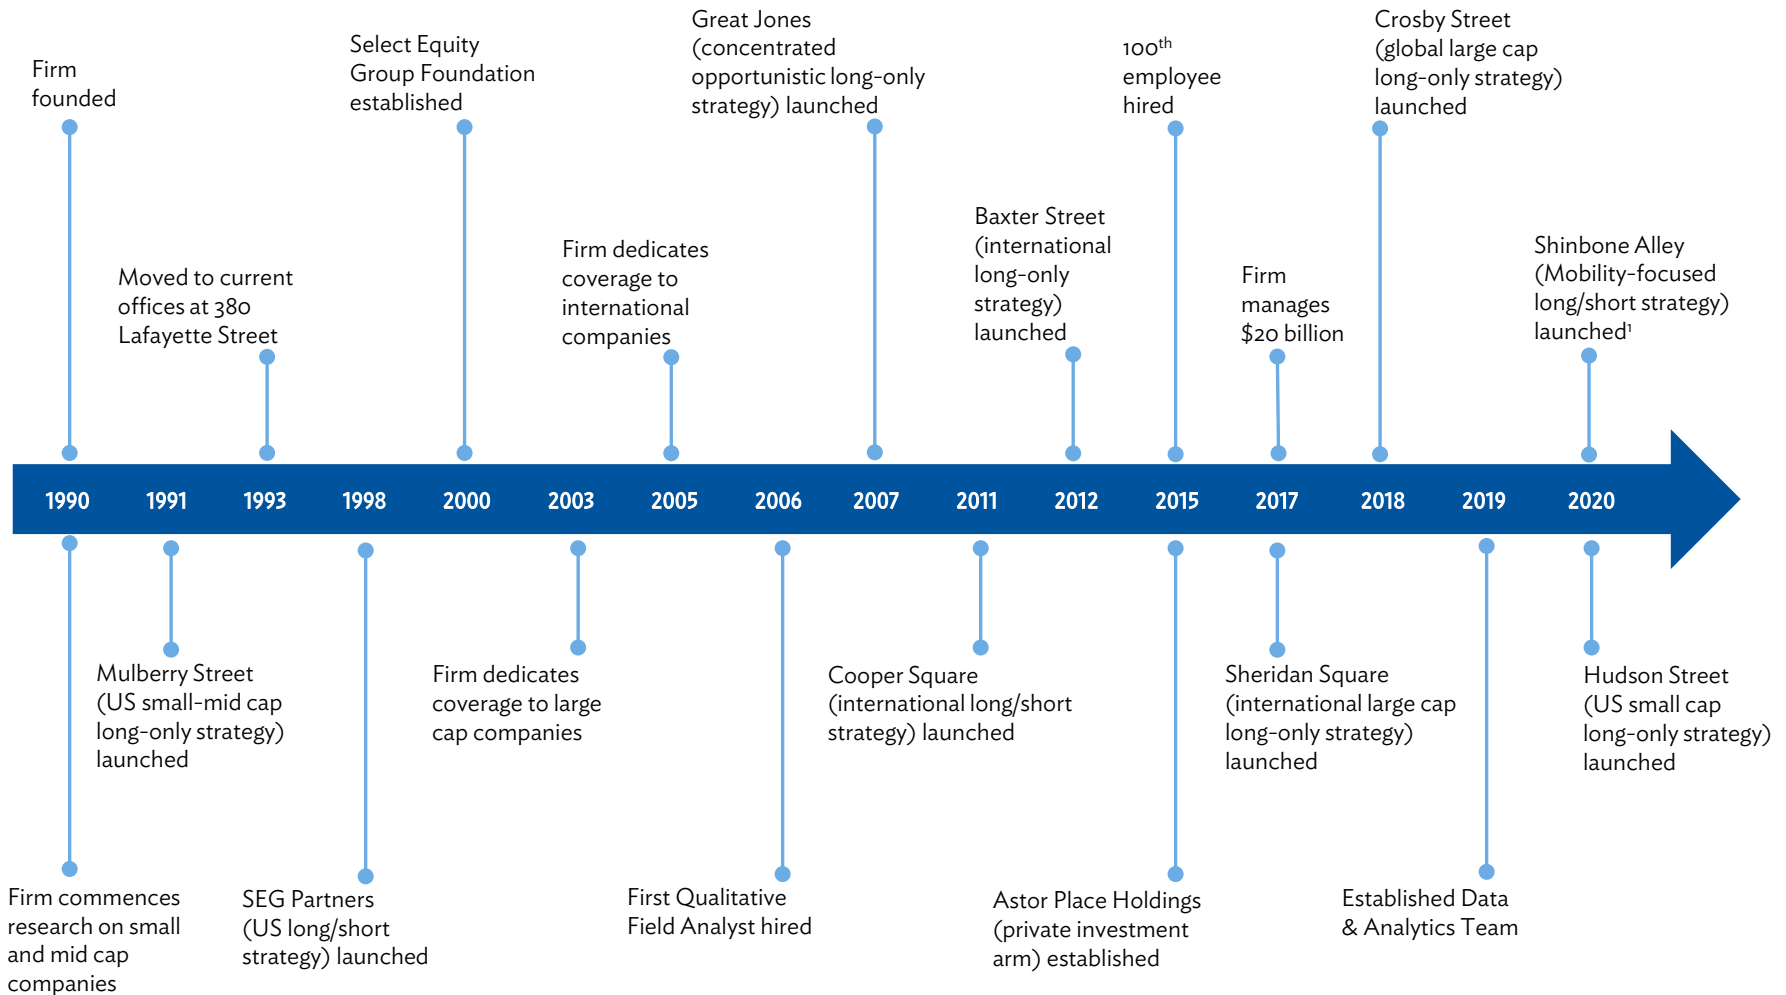 Firm
founded
Select Equity
Group Foundation
established
Great Jones
(concentrated
opportunistic long-only
strategy) launched
100th
employee
hired
Crosby Street
(global large cap
long-only strategy)
launched
Moved to current
offices at 380
Lafayette Street
Firm dedicates
coverage to
international
companies
Baxter Street
(international
long-only
strategy)
launched
Firm
manages
$20 billion
Shinbone Alley
(Mobility-focused
long/short strategy)
launched¹
1990 1991 1993 1998 2000 2003 2005 2006 2007 2011 2012 2015 2017 2018 2019 2020
Mulberry Street
(US small-mid cap
long-only strategy)
launched
Firm dedicates
coverage to large
cap companies
Cooper Square
(international long/short
strategy) launched
Sheridan Square
(international large cap
long-only strategy)
launched
Hudson Street
(US small cap
long-only strategy)
launched
Firm commences
research on small
and mid cap
companies
SEG Partners
(US long/short
strategy) launched
First Qualitative
Field Analyst hired
Astor Place Holdings
(private investment
arm) established
Established Data
& Analytics Team